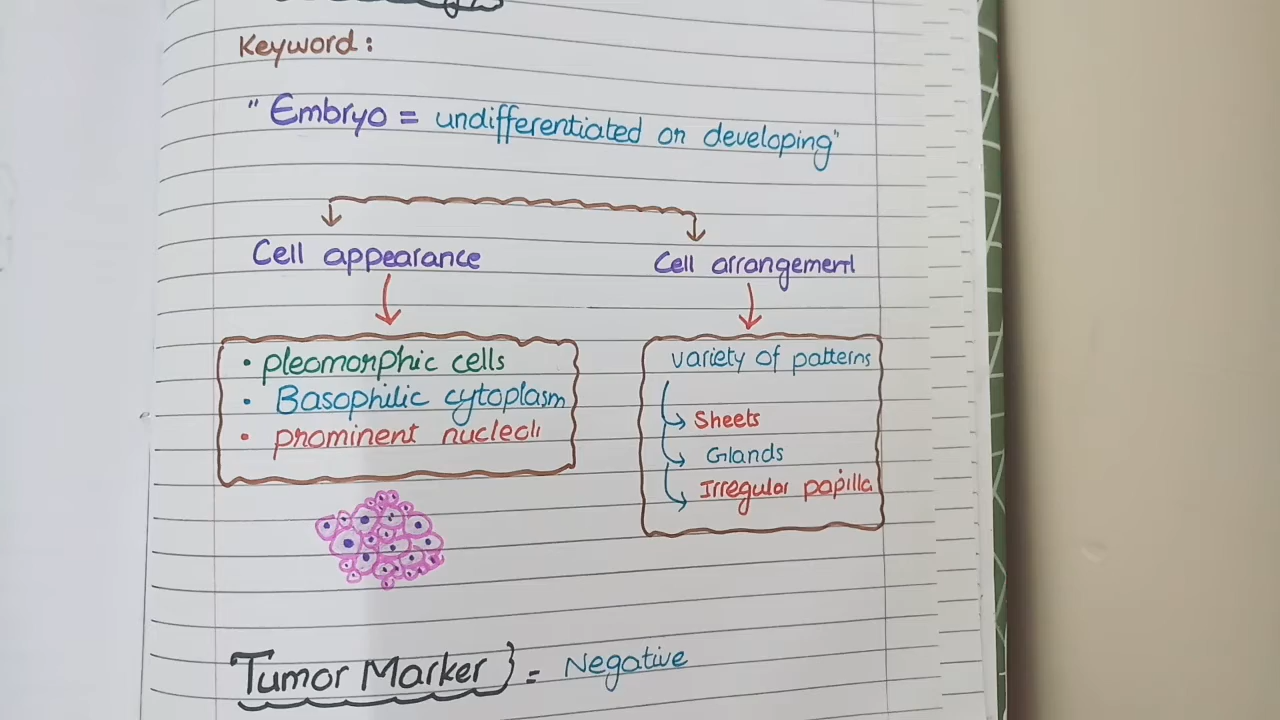 Keyword :
" Embryo = undifferentiated or developing"
Cell appearance
Cell arrangement
• pleomorphic cells
• Basophilic cytoplasm
• prominent nucleoli
variety of patterns
Sheets
Glands
Irregular papilla
Tumor Marker } = Negative